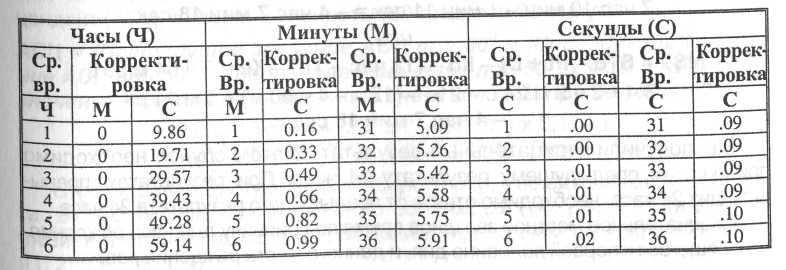 Часы (Ч) Минуты (М) Секунды (С)
Ср. Корректи- Ср. Коррек- Ср. Коррек- Ср. Коррек- Ср. Коррек-
вр. ровка Вр. тировка Вр. тировка Вр. тировка Вр. тировка
Ч М С М С М С С С С С
1 0 9.86 1 0.16 31 5.09 1 .00 31 .09
2 0 19.71 2 0.33 32 5.26 2 .00 32 .09
3 0 29.57 3 0.49 33 5.42 3 .01 33 .09
4 0 39.43 4 0.66 34 5.58 4 .01 34 .09
5 0 49.28 5 0.82 35 5.75 5 .01 35 .10
6 0 59.14 6 0.99 36 5.91 6 .02 36 .10